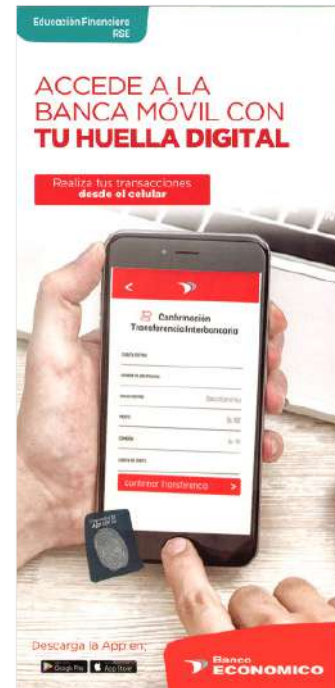 Educación Financiera
RSE
ACCEDE A LA
BANCA MÓVIL CON
TU HUELLA DIGITAL
Realiza tus transacciones
desde el celular
Confirmación
Transferencia Interbancaria
confirmar transferencia
Descarga la App en:
Google Play
App Store
Banco
ECONOMICO